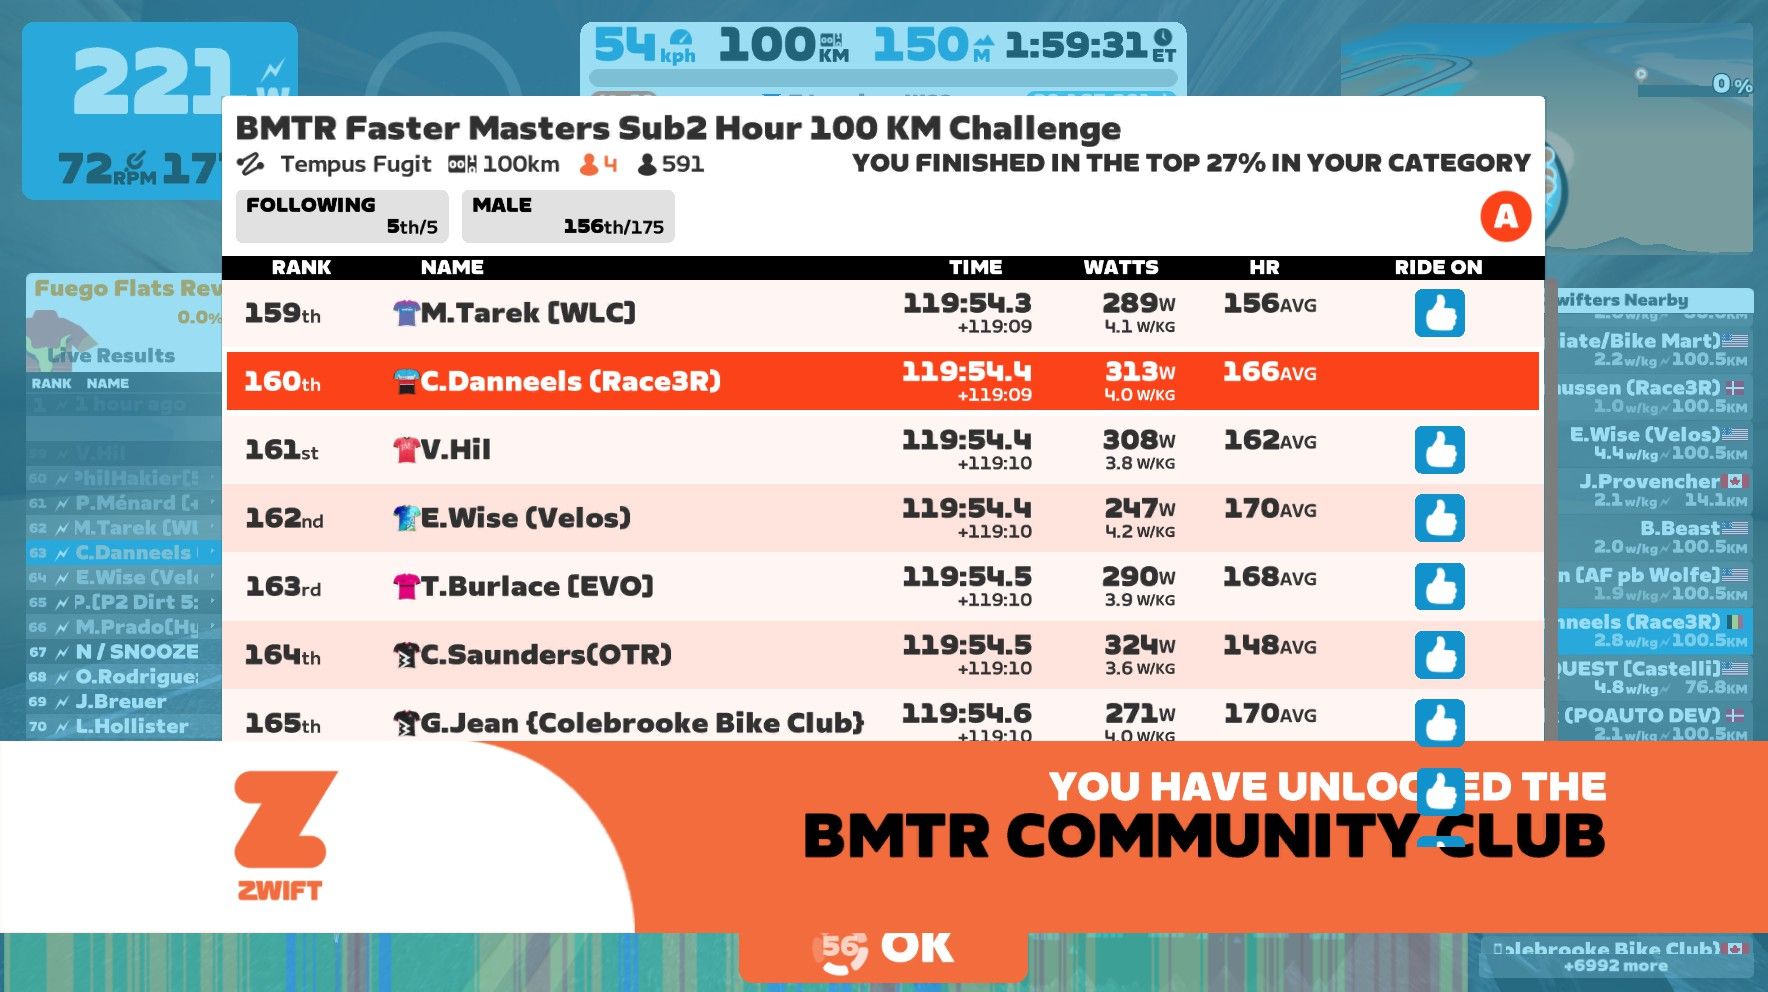 221 W
72 RPM 17
54 kph 100 KM 150 M 1:59:31 ET
0 %
BMTR Faster Masters Sub2 Hour 100 KM Challenge
Tempus Fugit 100km 4 591
YOU FINISHED IN THE TOP 27% IN YOUR CATEGORY
FOLLOWING
5th/5
MALE
156th/175
A
RANK NAME TIME WATTS HR RIDE ON
159th M.Tarek [WLC] 119:54.3 289W 156AVG
+119:09 4.1 W/KG
160th C.Danneels (Race3R) 119:54.4 313W 166AVG
+119:09 4.0 W/KG
161st V.Hil 119:54.4 308W 162AVG
+119:10 3.8 W/KG
162nd E.Wise (Velos) 119:54.4 247W 170AVG
+119:10 4.2 W/KG
163rd T.Burlace [EVO] 119:54.5 290W 168AVG
+119:10 3.9 W/KG
164th C.Saunders(OTR) 119:54.5 324W 148AVG
+119:10 3.6 W/KG
165th G.Jean {Colebrooke Bike Club} 119:54.6 271W 170AVG
+119:10 4.0 W/KG
Fuego Flats Rev
0.0%
Live Results
RANK NAME
1 1 hour ago
59 V.Hil
60 PhilHakier
61 P.Ménard
62 M.Tarek
63 C.Danneels
64 E.Wise
65 P.(P2 Dirt
66 M.Prado
67 N / SNOOZE
68 O.Rodrigue
69 J.Breuer
70 L.Hollister
wifters Nearby
iate/Bike Mart)
2.2w/kg 100.5KM
ussen (Race3R)
1.0w/kg 100.5KM
E.Wise (Velos)
4.4w/kg 100.5KM
J.Provencher
2.1w/kg 14.1KM
B.Beast
2.0w/kg 100.5KM
n [AF pb Wolfe]
1.9w/kg 100.5KM
nneels (Race3R)
2.8w/kg 100.5KM
UEST [Castelli]
4.8w/kg 76.8KM
(POAUTO DEV)
2.1w/kg 100.5KM
ZWIFT
YOU HAVE UNLOCKED THE
BMTR COMMUNITY CLUB
56 OK
olebrooke Bike Club}
+6992 more